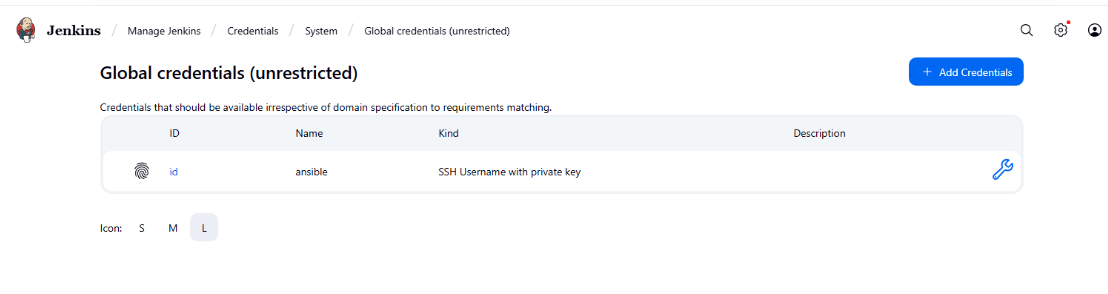 Jenkins / Manage Jenkins / Credentials / System / Global credentials (unrestricted)
Global credentials (unrestricted)
+ Add Credentials
Credentials that should be available irrespective of domain specification to requirements matching.
ID Name Kind Description
id ansible SSH Username with private key
Icon: S M L